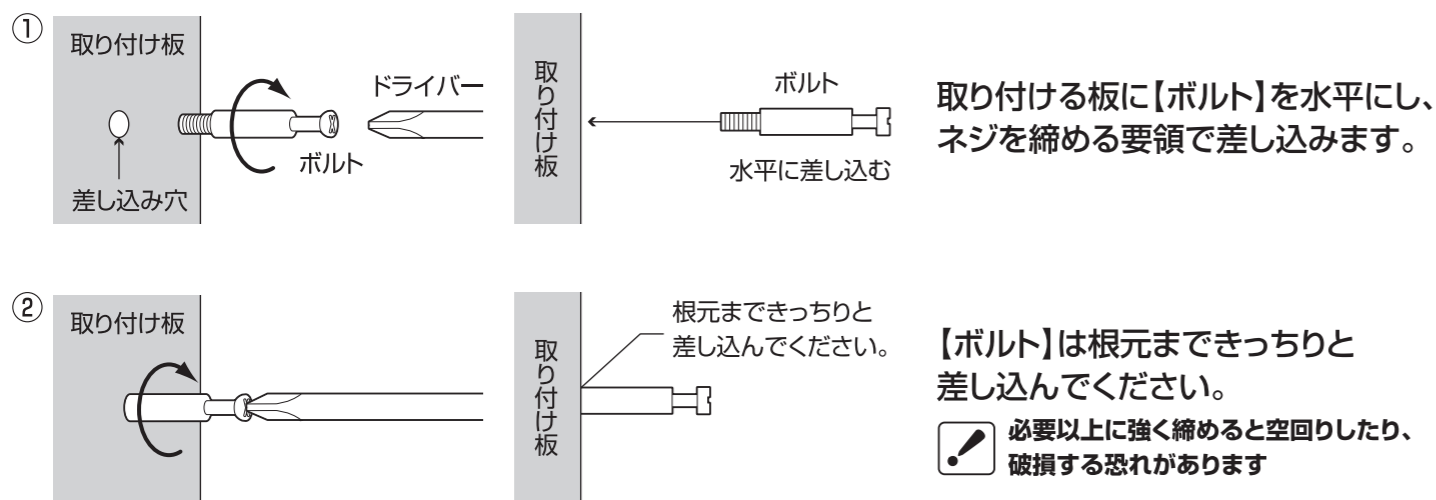 ①
取り付け板
ドライバー
ボルト
差し込み穴
取り付け板
ボルト
水平に差し込む
取り付ける板に【ボルト】を水平にし、
ネジを締める要領で差し込みます。
②
取り付け板
取り付け板
根元まできっちりと
差し込んでください。
【ボルト】は根元まできっちりと
差し込んでください。
必要以上に強く締めると空回りしたり、
破損する恐れがあります